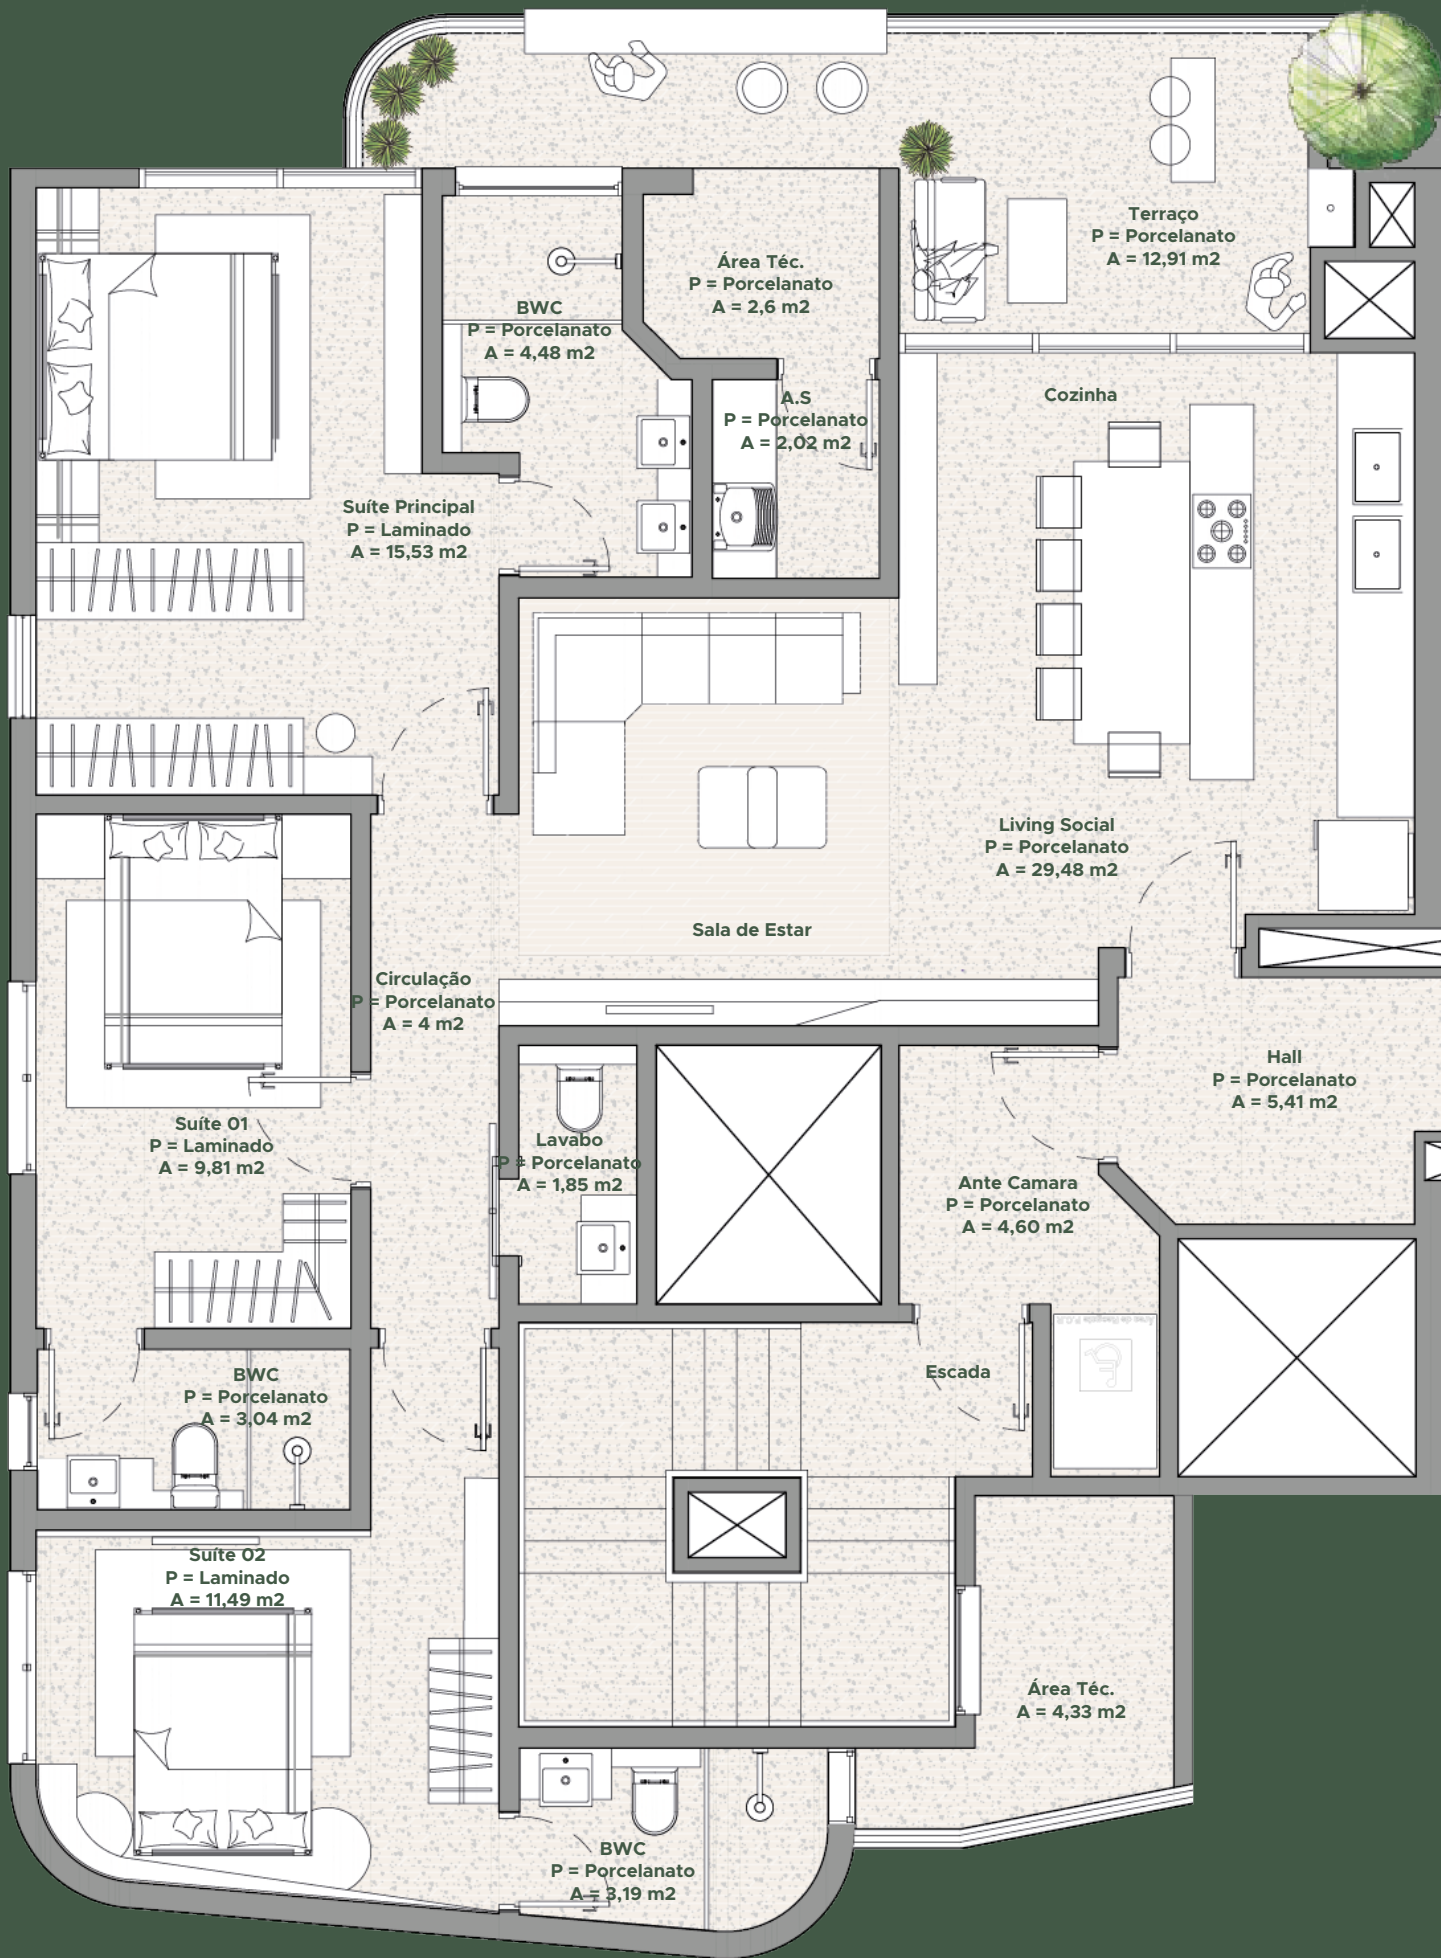 Terraço
P = Porcelanato
A = 12,91 m2
Área Téc.
P = Porcelanato
A = 2,6 m2
BWC
P = Porcelanato
A = 4,48 m2
A.S
P = Porcelanato
A = 2,02 m2
Cozinha
Suíte Principal
P = Laminado
A = 15,53 m2
Living Social
P = Porcelanato
A = 29,48 m2
Sala de Estar
Circulação
P = Porcelanato
A = 4 m2
Hall
P = Porcelanato
A = 5,41 m2
Suíte 01
P = Laminado
A = 9,81 m2
Lavabo
P = Porcelanato
A = 1,85 m2
Ante Camara
P = Porcelanato
A = 4,60 m2
Escada
BWC
P = Porcelanato
A = 3,04 m2
Suíte 02
P = Laminado
A = 11,49 m2
Área Téc.
A = 4,33 m2
BWC
P = Porcelanato
A = 3,19 m2